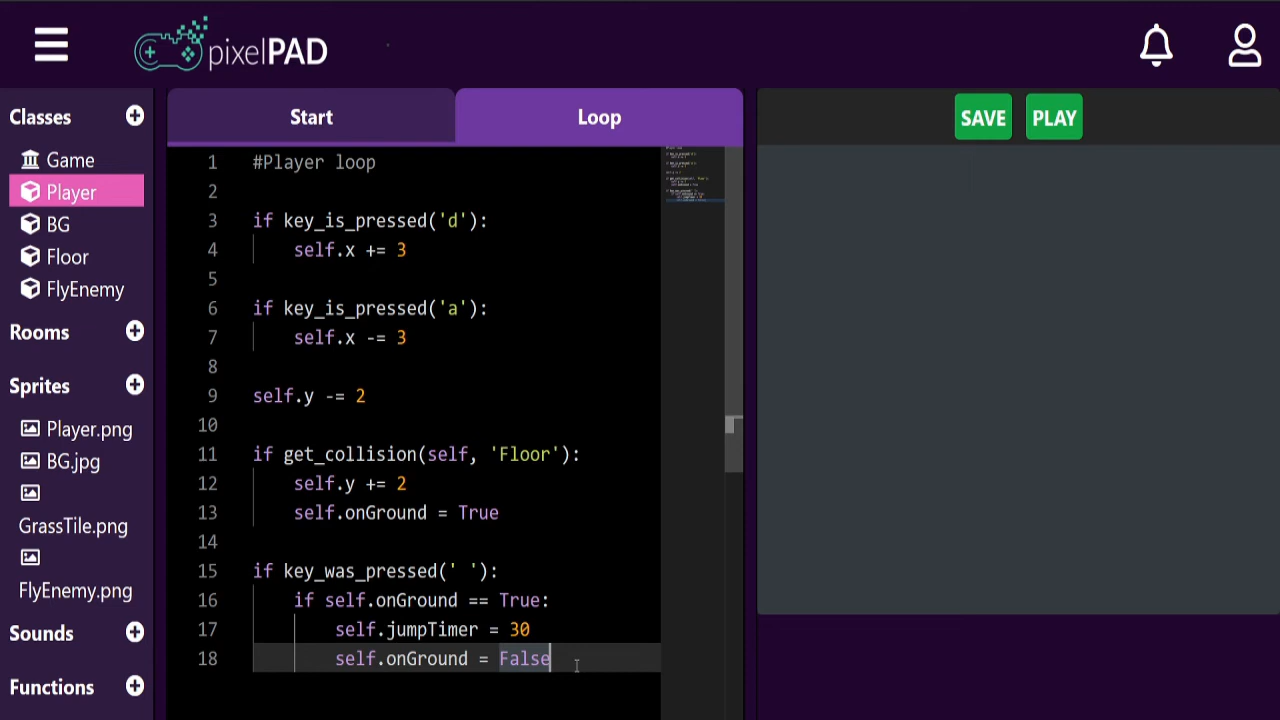 pixelPAD
Classes
Game
Player
BG
Floor
FlyEnemy
Rooms
Sprites
Player.png
BG.jpg
GrassTile.png
FlyEnemy.png
Sounds
Functions
Start
Loop
1 #Player loop
2
3 if key_is_pressed('d'):
4     self.x += 3
5
6 if key_is_pressed('a'):
7     self.x -= 3
8
9 self.y -= 2
10
11 if get_collision(self, 'Floor'):
12     self.y += 2
13     self.onGround = True
14
15 if key_was_pressed(' '):
16     if self.onGround == True:
17         self.jumpTimer = 30
18         self.onGround = False
SAVE
PLAY